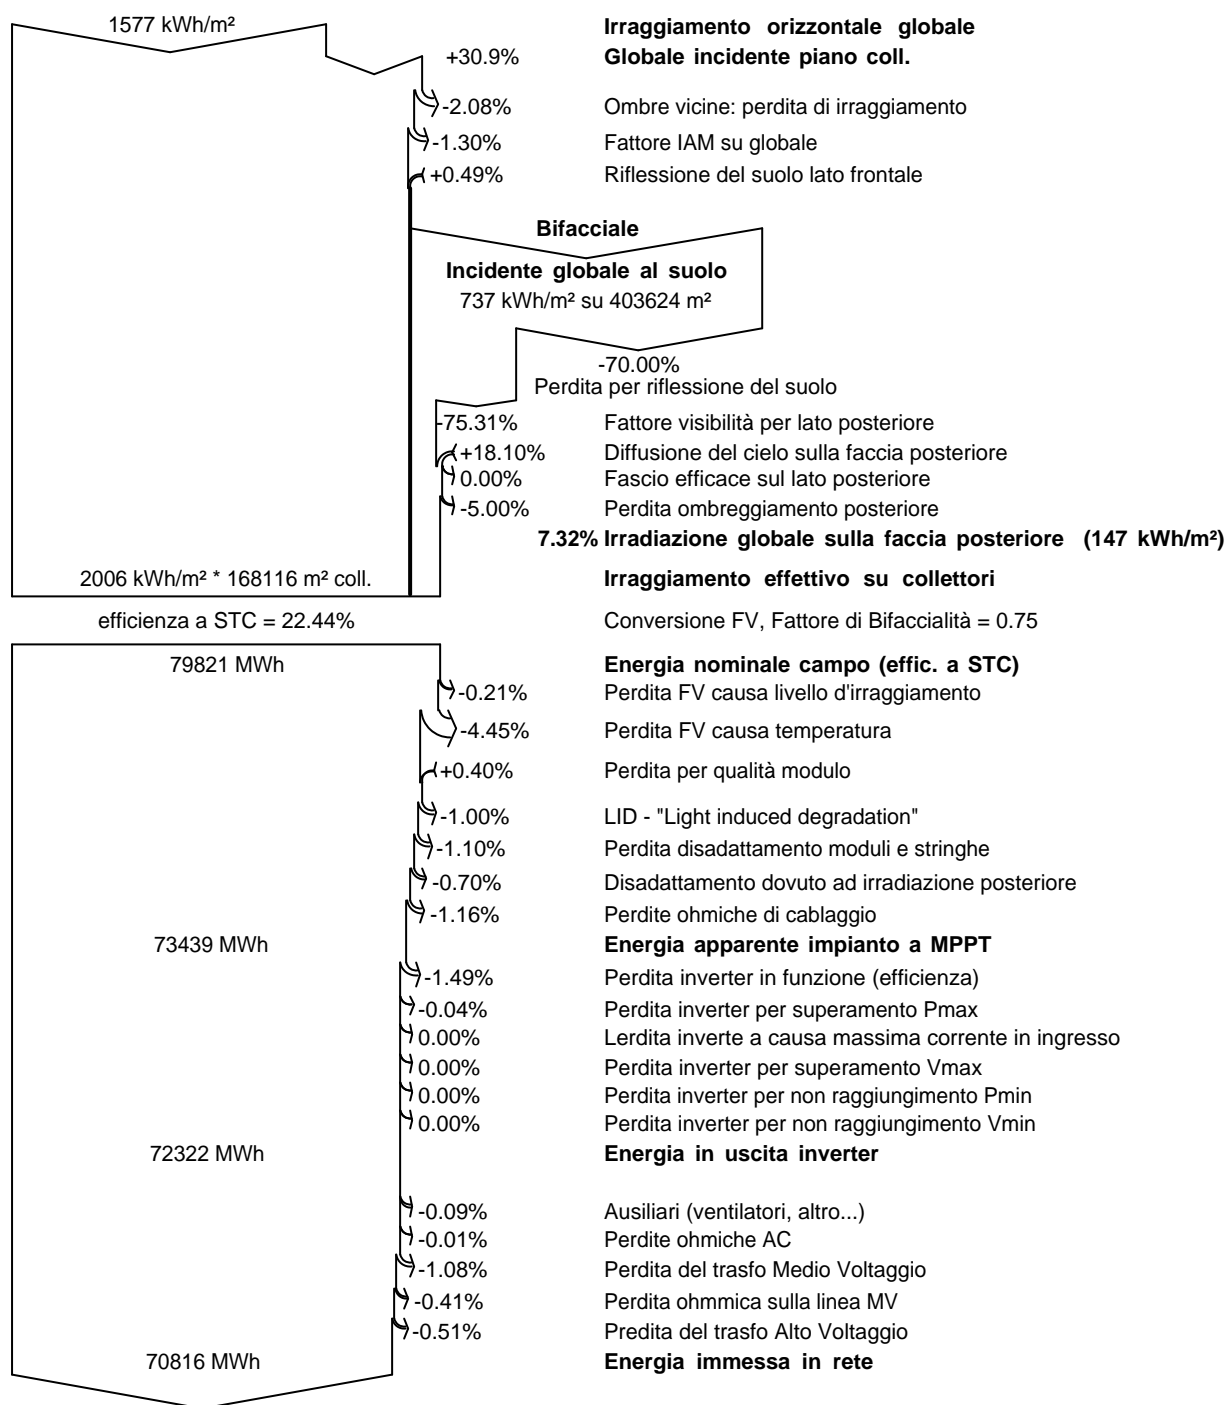 1577 kWh/m² Irraggiamento orizzontale globale
+30.9% Globale incidente piano coll.
-2.08% Ombre vicine: perdita di irraggiamento
-1.30% Fattore IAM su globale
+0.49% Riflessione del suolo lato frontale
Bifacciale
Incidente globale al suolo
737 kWh/m² su 403624 m²
-70.00%
Perdita per riflessione del suolo
-75.31% Fattore visibilità per lato posteriore
+18.10% Diffusione del cielo sulla faccia posteriore
0.00% Fascio efficace sul lato posteriore
-5.00% Perdita ombreggiamento posteriore
7.32% Irradiazione globale sulla faccia posteriore (147 kWh/m²)
2006 kWh/m² * 168116 m² coll. Irraggiamento effettivo su collettori
efficienza a STC = 22.44% Conversione FV, Fattore di Bifaccialità = 0.75
79821 MWh Energia nominale campo (effic. a STC)
-0.21% Perdita FV causa livello d'irraggiamento
-4.45% Perdita FV causa temperatura
+0.40% Perdita per qualità modulo
-1.00% LID - "Light induced degradation"
-1.10% Perdita disadattamento moduli e stringhe
-0.70% Disadattamento dovuto ad irradiazione posteriore
-1.16% Perdite ohmiche di cablaggio
73439 MWh Energia apparente impianto a MPPT
-1.49% Perdita inverter in funzione (efficienza)
-0.04% Perdita inverter per superamento Pmax
0.00% Lerdita inverte a causa massima corrente in ingresso
0.00% Perdita inverter per superamento Vmax
0.00% Perdita inverter per non raggiungimento Pmin
0.00% Perdita inverter per non raggiungimento Vmin
72322 MWh Energia in uscita inverter
-0.09% Ausiliari (ventilatori, altro...)
-0.01% Perdite ohmiche AC
-1.08% Perdita del trasfo Medio Voltaggio
-0.41% Perdita ohmmica sulla linea MV
-0.51% Predita del trasfo Alto Voltaggio
70816 MWh Energia immessa in rete